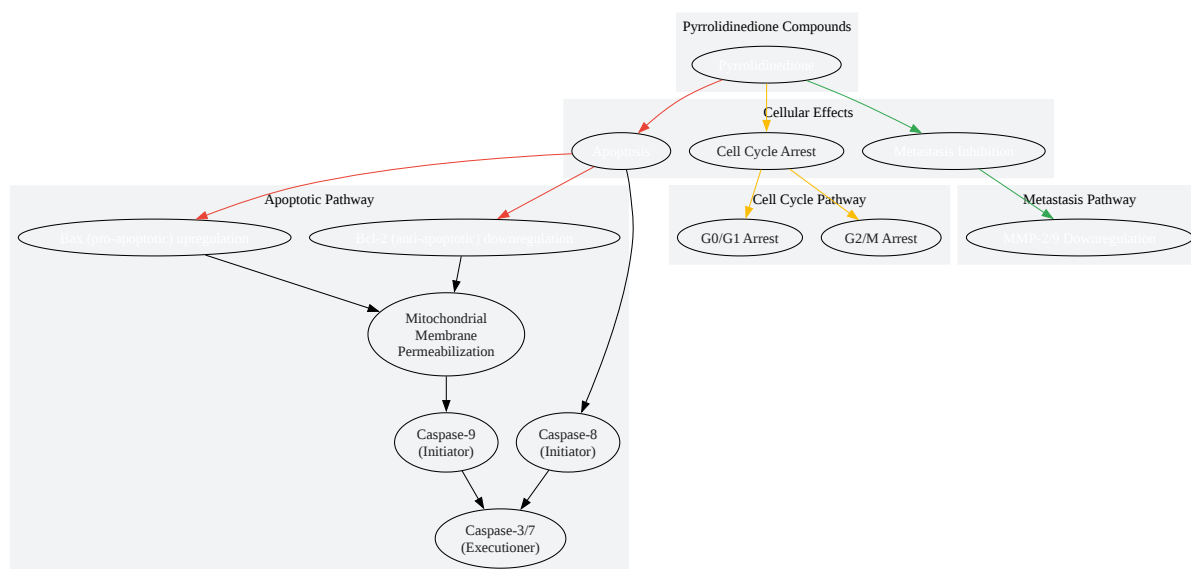 Pyrrolidinedione Compounds
Pyrrolidinedione
Cellular Effects
Apoptosis
Cell Cycle Arrest
Metastasis Inhibition
Apoptotic Pathway
Cell Cycle Pathway
Metastasis Pathway
Bax (pro-apoptotic) upregulation
Bcl-2 (anti-apoptotic) downregulation
G0/G1 Arrest
G2/M Arrest
MMP-2/9 Downregulation
Mitochondrial
Membrane
Permeabilization
Caspase-9
(Initiator)
Caspase-8
(Initiator)
Caspase-3/7
(Executioner)